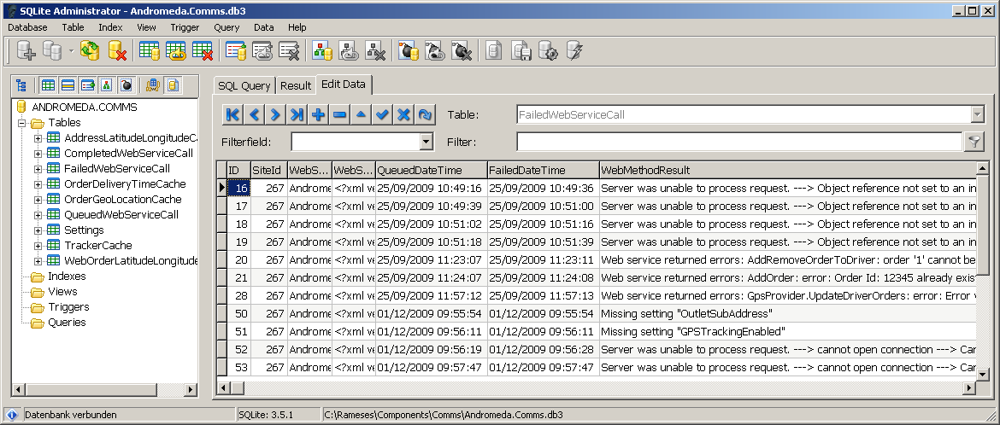 SQLite Administrator - Andromeda.Comms.db3
Database Table Index View Trigger Query Data Help
SQL Query Result Edit Data
Table: FailedWebServiceCall
Filterfield: Filter:
ANDROMEDA.COMMS
Tables
AddressLatitudeLongitudeC
CompletedWebServiceCall
FailedWebServiceCall
OrderDeliveryTimeCache
OrderGeoLocationCache
QueuedWebServiceCall
Settings
TrackerCache
WebOrderLatitudeLongitude
Indexes
Views
Triggers
Queries
ID SiteId WebS... WebS... QueuedDateTime FailedDateTime WebMethodResult
16 267 Androme <?xml ve 25/09/2009 10:49:16 25/09/2009 10:49:36 Server was unable to process request. ---> Object reference not set to an in
17 267 Androme <?xml ve 25/09/2009 10:49:39 25/09/2009 10:51:00 Server was unable to process request. ---> Object reference not set to an in
18 267 Androme <?xml ve 25/09/2009 10:51:02 25/09/2009 10:51:16 Server was unable to process request. ---> Object reference not set to an in
19 267 Androme <?xml ve 25/09/2009 10:51:18 25/09/2009 10:51:39 Server was unable to process request. ---> Object reference not set to an in
20 267 Androme <?xml ve 25/09/2009 11:23:07 25/09/2009 11:23:11 Web service returned errors: AddRemoveOrderToDriver: order '1' cannot be
21 267 Androme <?xml ve 25/09/2009 11:24:07 25/09/2009 11:24:08 Web service returned errors: AddOrder: error: Order Id: 12345 already exis
28 267 Androme <?xml ve 25/09/2009 11:57:12 25/09/2009 11:57:13 Web service returned errors: GpsProvider.UpdateDriverOrders: error: Error v
50 267 Androme <?xml ve 01/12/2009 09:55:54 01/12/2009 09:55:54 Missing setting "OutletSubAddress"
51 267 Androme <?xml ve 01/12/2009 09:56:11 01/12/2009 09:56:11 Missing setting "GPSTrackingEnabled"
52 267 Androme <?xml ve 01/12/2009 09:56:19 01/12/2009 09:56:28 Server was unable to process request. ---> cannot open connection ---> Ca
53 267 Androme <?xml ve 01/12/2009 09:57:47 01/12/2009 09:57:47 Server was unable to process request. ---> cannot open connection ---> Ca
Datenbank verbunden SQLite: 3.5.1 C:\Rameses\Components\Comms\Andromeda.Comms.db3